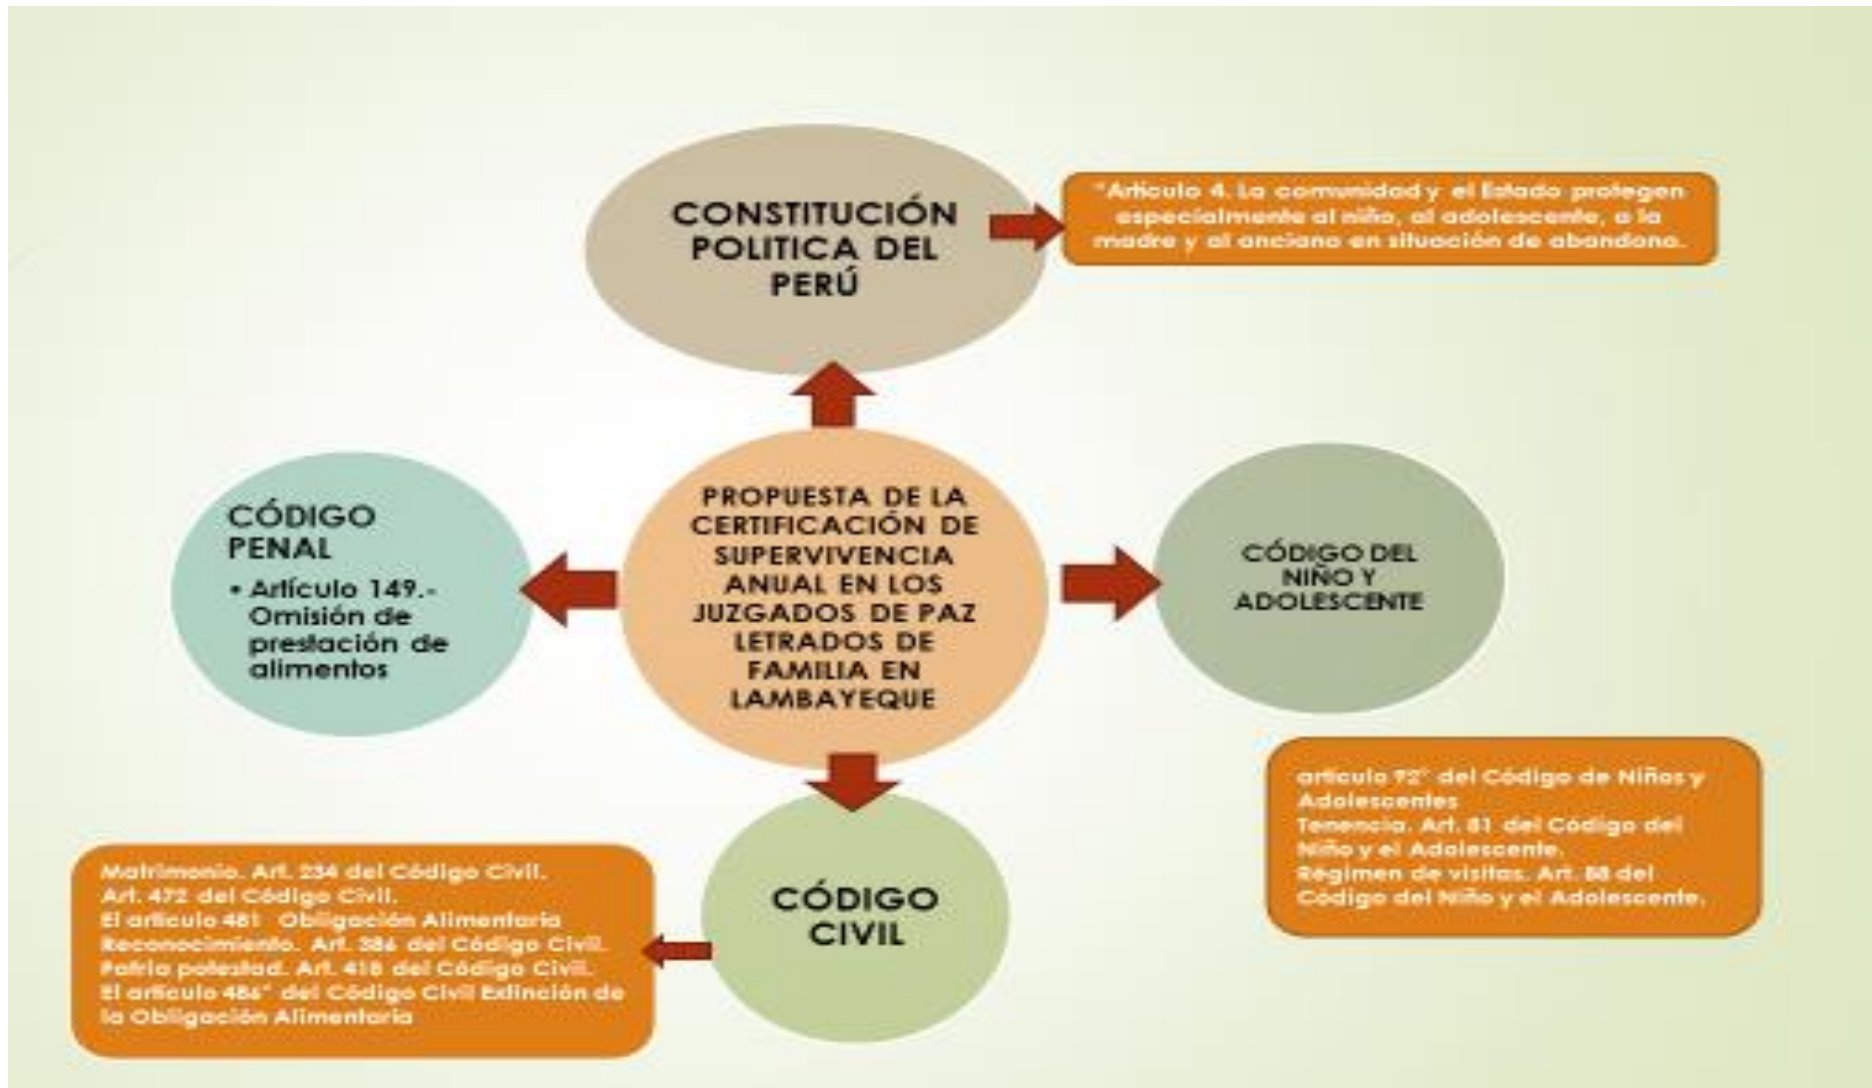 CONSTITUCIÓN
POLITICA DEL
PERÚ
"Artículo 4. La comunidad y el Estado protegen
especialmente al niño, al adolescente, a la
madre y al anciano en situación de abandono.
CÓDIGO
PENAL
• Artículo 149.-
Omisión de
prestación de
alimentos
PROPUESTA DE LA
CERTIFICACIÓN DE
SUPERVIVENCIA
ANUAL EN LOS
JUZGADOS DE PAZ
LETRADOS DE
FAMILIA EN
LAMBAYEQUE
CÓDIGO DEL
NIÑO Y
ADOLESCENTE
artículo 92° del Código de Niños y
Adolescentes
Tenencia. Art. 81 del Código del
Niño y el Adolescente.
Régimen de visitas. Art. 88 del
Código del Niño y el Adolescente.
CÓDIGO
CIVIL
Matrimonio. Art. 234 del Código Civil.
Art. 472 del Código Civil.
El artículo 481 Obligación Alimentaria
Reconocimiento. Art. 386 del Código Civil.
Patria potestad. Art. 418 del Código Civil.
El artículo 486° del Código Civil Extinción de
la Obligación Alimentaria